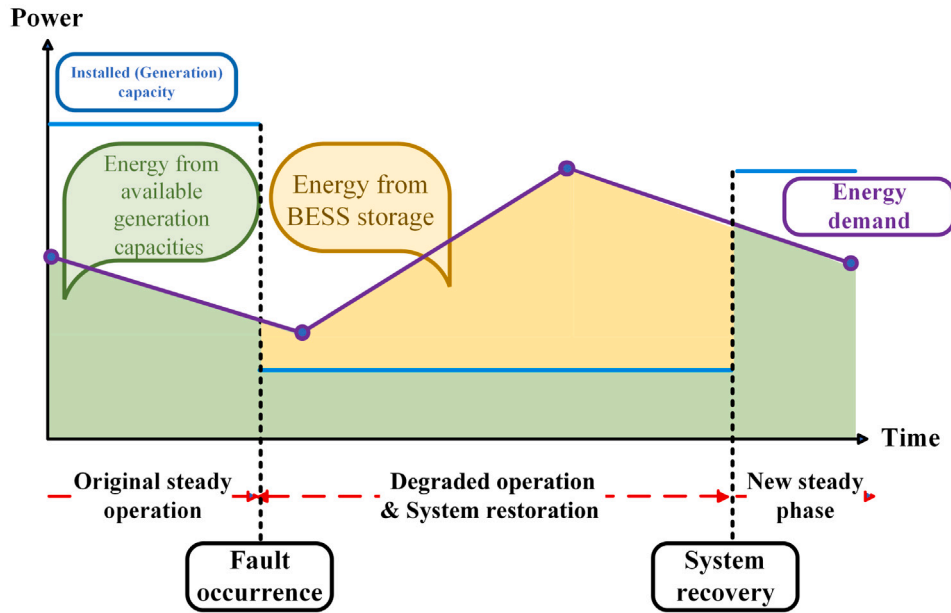 Power
Installed (Generation)
capacity
Energy from
available
generation
capacities
Energy from
BESS storage
Energy
demand
Time
Original steady
operation
Degraded operation
& System restoration
New steady
phase
Fault
occurrence
System
recovery